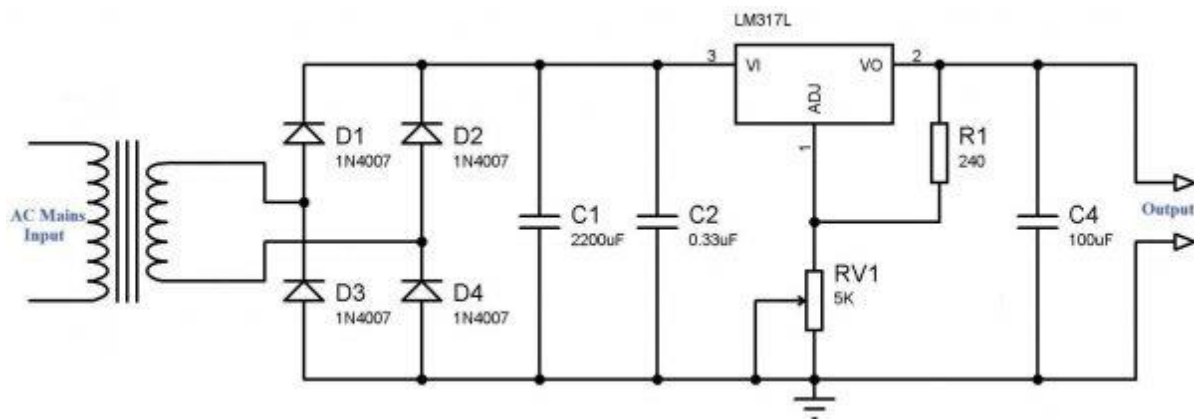 LM317L
3
VI
VO
2
ADJ
1
D1
1N4007
D2
1N4007
R1
240
AC Mains
Input
C1
2200uF
C2
0.33uF
C4
100uF
Output
D3
1N4007
D4
1N4007
RV1
5K